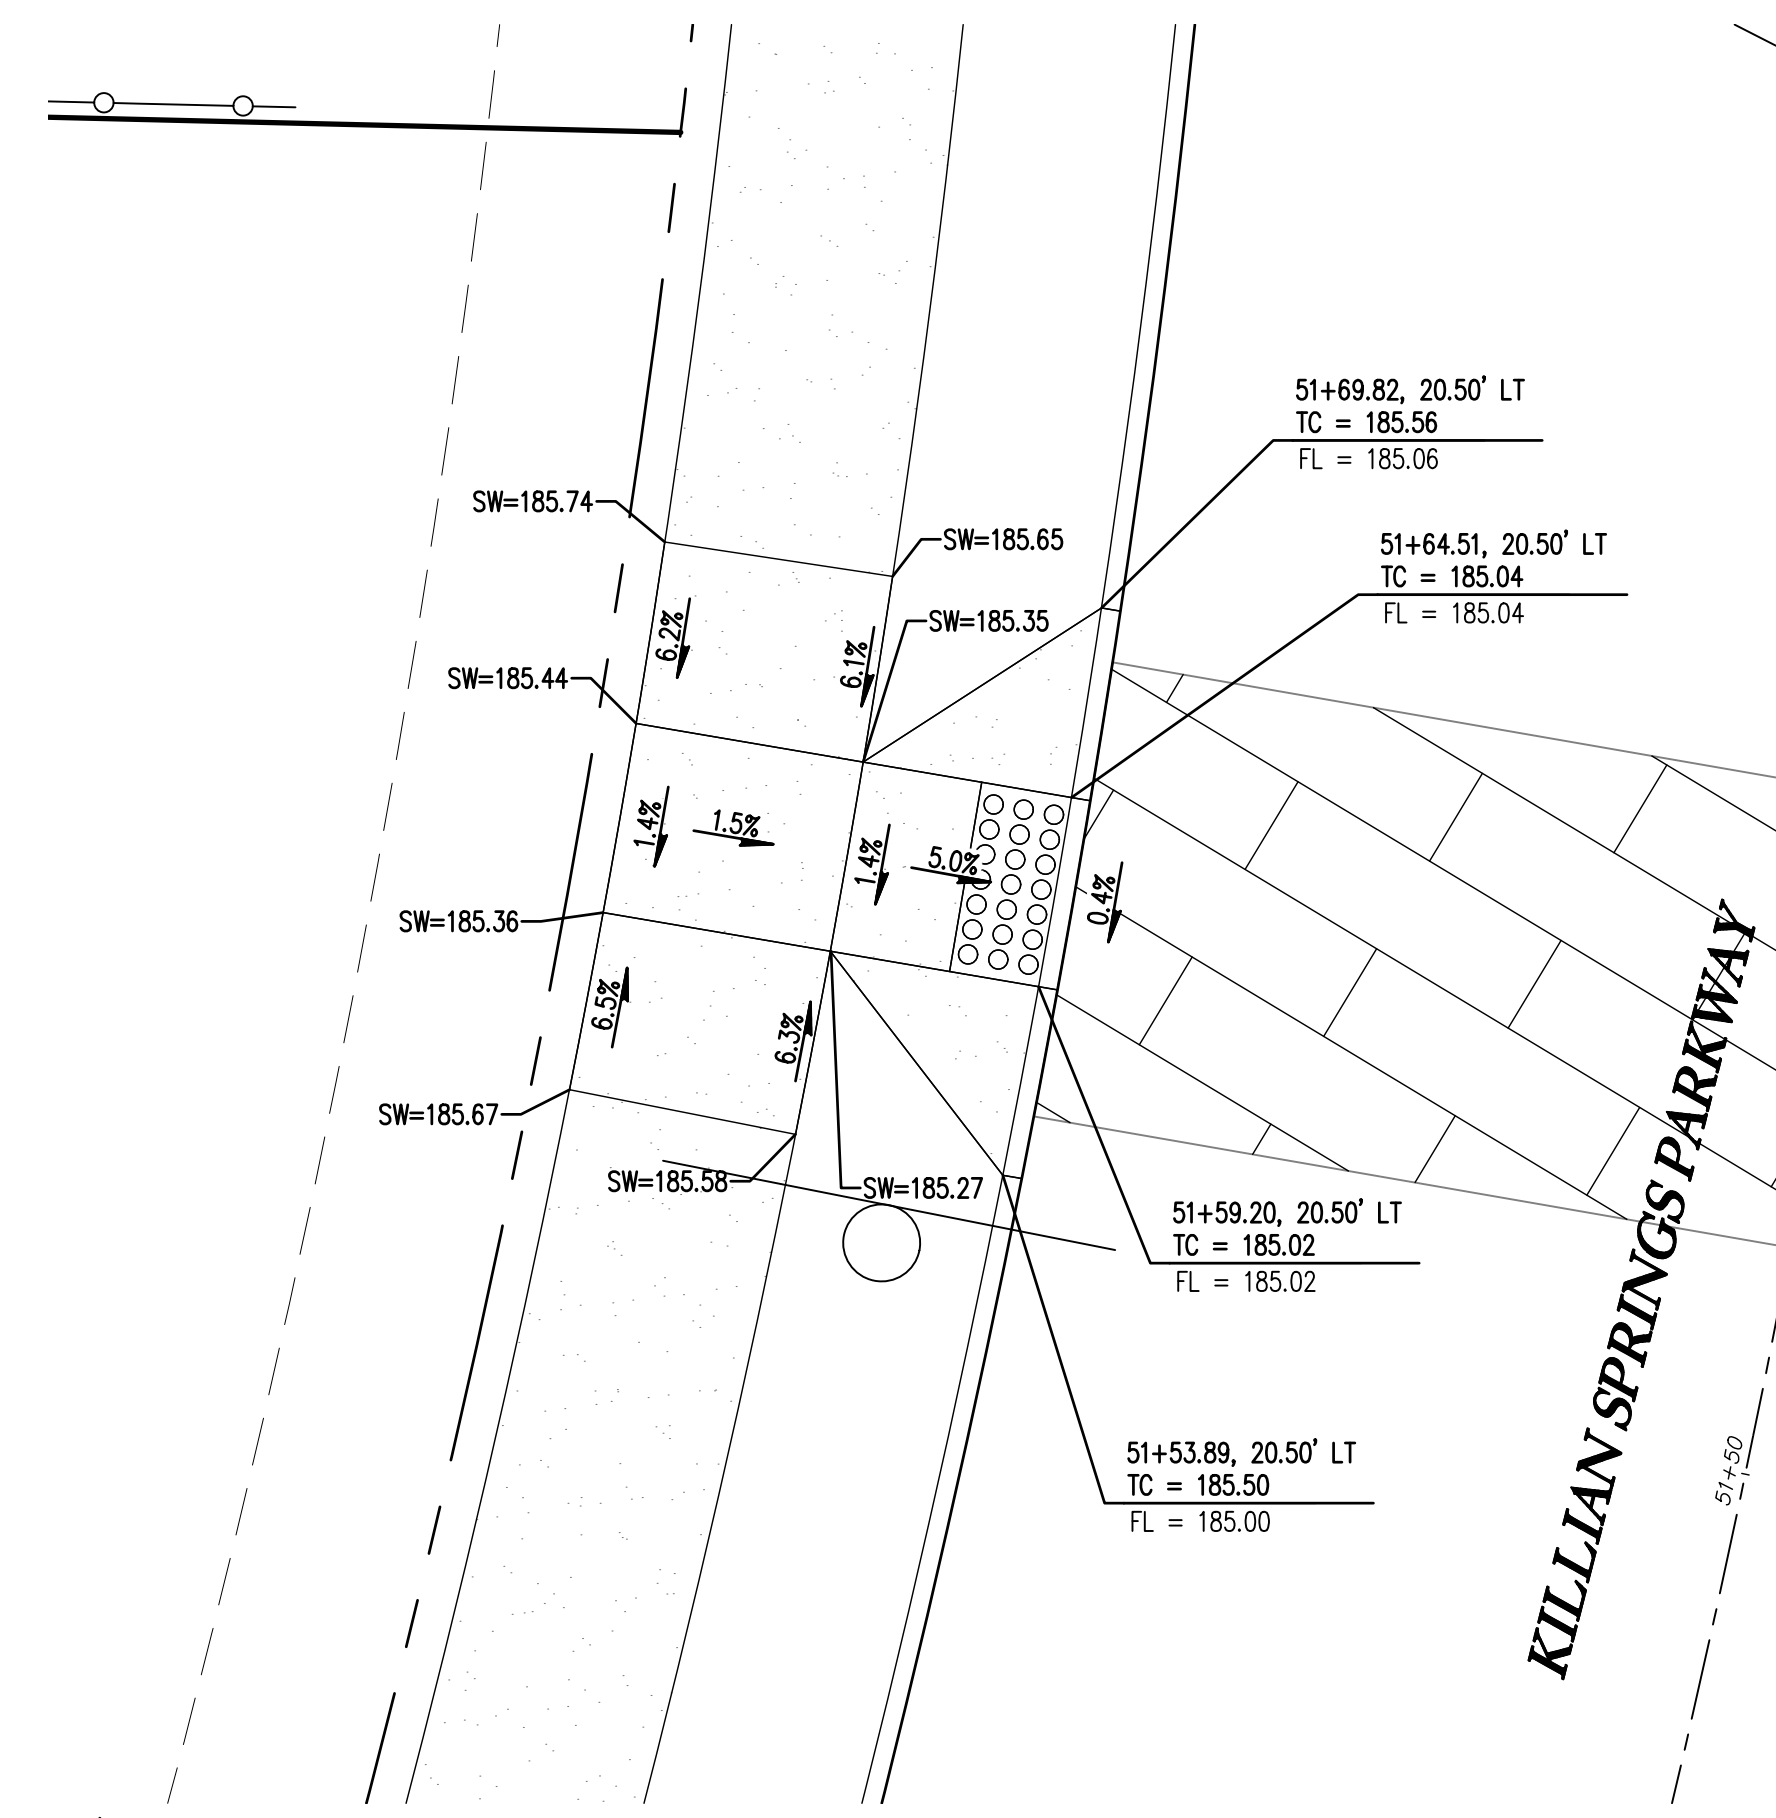 51+69.82, 20.50' LT
TC = 185.56
FL = 185.06
SW=185.74
SW=185.65
51+64.51, 20.50' LT
TC = 185.04
FL = 185.04
SW=185.35
6.2%
6.1%
SW=185.44
1.4%
1.5%
1.4%
5.0%
0.4%
SW=185.36
6.5%
6.3%
SW=185.67
SW=185.58
SW=185.27
51+59.20, 20.50' LT
TC = 185.02
FL = 185.02
KILLIAN SPRINGS PARKWAY
51+53.89, 20.50' LT
TC = 185.50
FL = 185.00
51+50